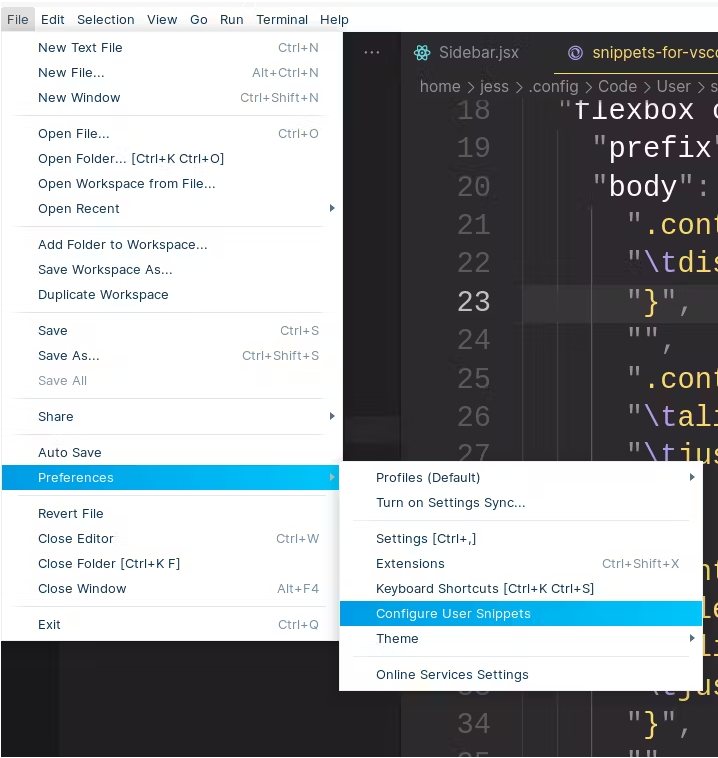 File Edit Selection View Go Run Terminal Help
New Text File Ctrl+N
New File... Alt+Ctrl+N
New Window Ctrl+Shift+N
Open File... Ctrl+O
Open Folder... [Ctrl+K Ctrl+O]
Open Workspace from File...
Open Recent
Add Folder to Workspace...
Save Workspace As...
Duplicate Workspace
Save Ctrl+S
Save As... Ctrl+Shift+S
Save All
Share
Auto Save
Preferences
Revert File
Close Editor Ctrl+W
Close Folder [Ctrl+K F]
Close Window Alt+F4
Exit Ctrl+Q
Profiles (Default)
Turn on Settings Sync...
Settings [Ctrl+,]
Extensions Ctrl+Shift+X
Keyboard Shortcuts [Ctrl+K Ctrl+S]
Configure User Snippets
Theme
Online Services Settings
··· Sidebar.jsx snippets-for-vsco
home > jess > .config > Code > User > s
18 "flexbox c
19 "prefix"
20 "body":
21 ".cont
22 "\tdis
23 "}",
24 "",
25 ".cont
26 "\tali
27 "\tjus
nt
le
li
\tjus
34 "}",
35 ""